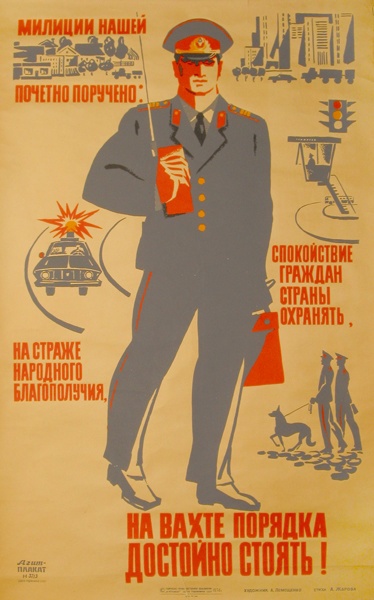 МИЛИЦИИ НАШЕЙ
ПОЧЕТНО ПОРУЧЕНО:
СПОКОЙСТВИЕ
ГРАЖДАН
СТРАНЫ
ОХРАНЯТЬ,
НА СТРАЖЕ
НАРОДНОГО
БЛАГОПОЛУЧИЯ,
НА ВАХТЕ ПОРЯДКА
ДОСТОЙНО СТОЯТЬ!
Агит-
ПЛАКАТ